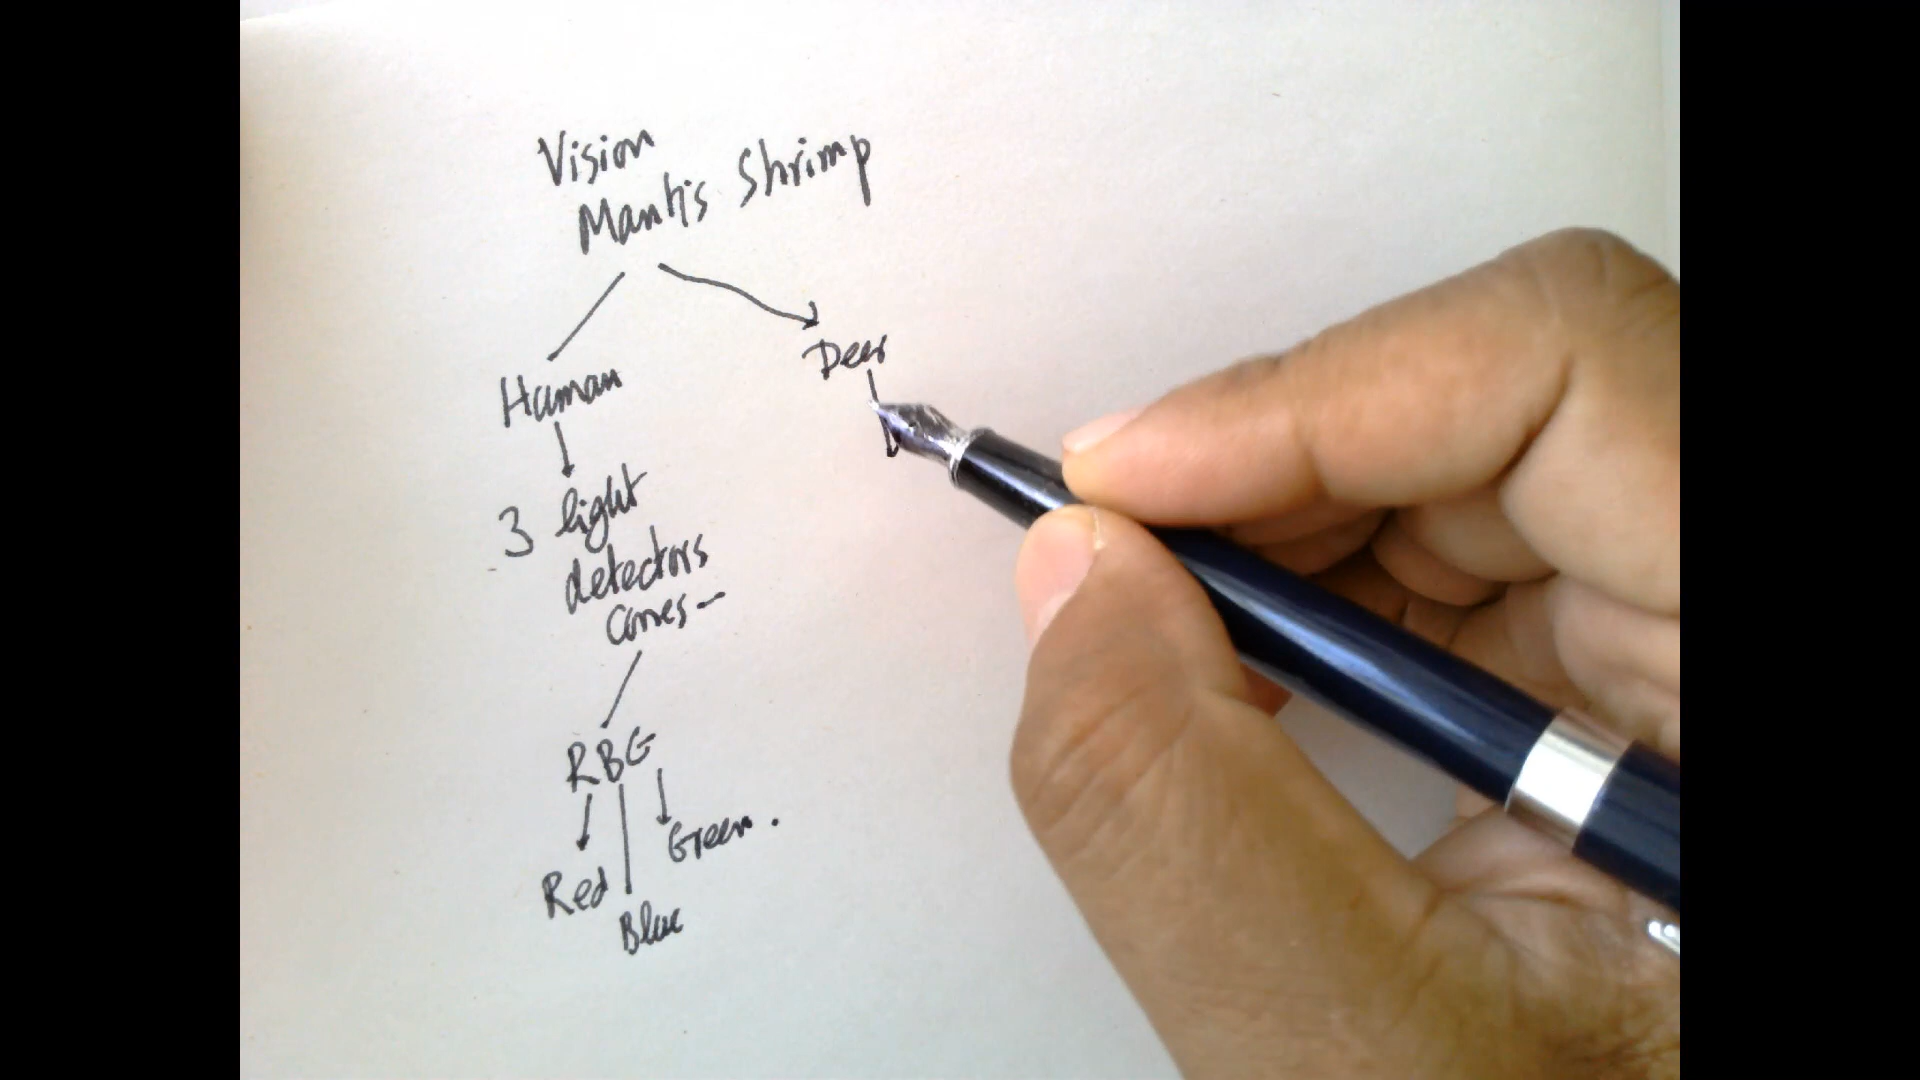 Vision
Mantis Shrimp
Human
Deer
3 light
detectors
cones-
RBG
Red
Blue
Green.